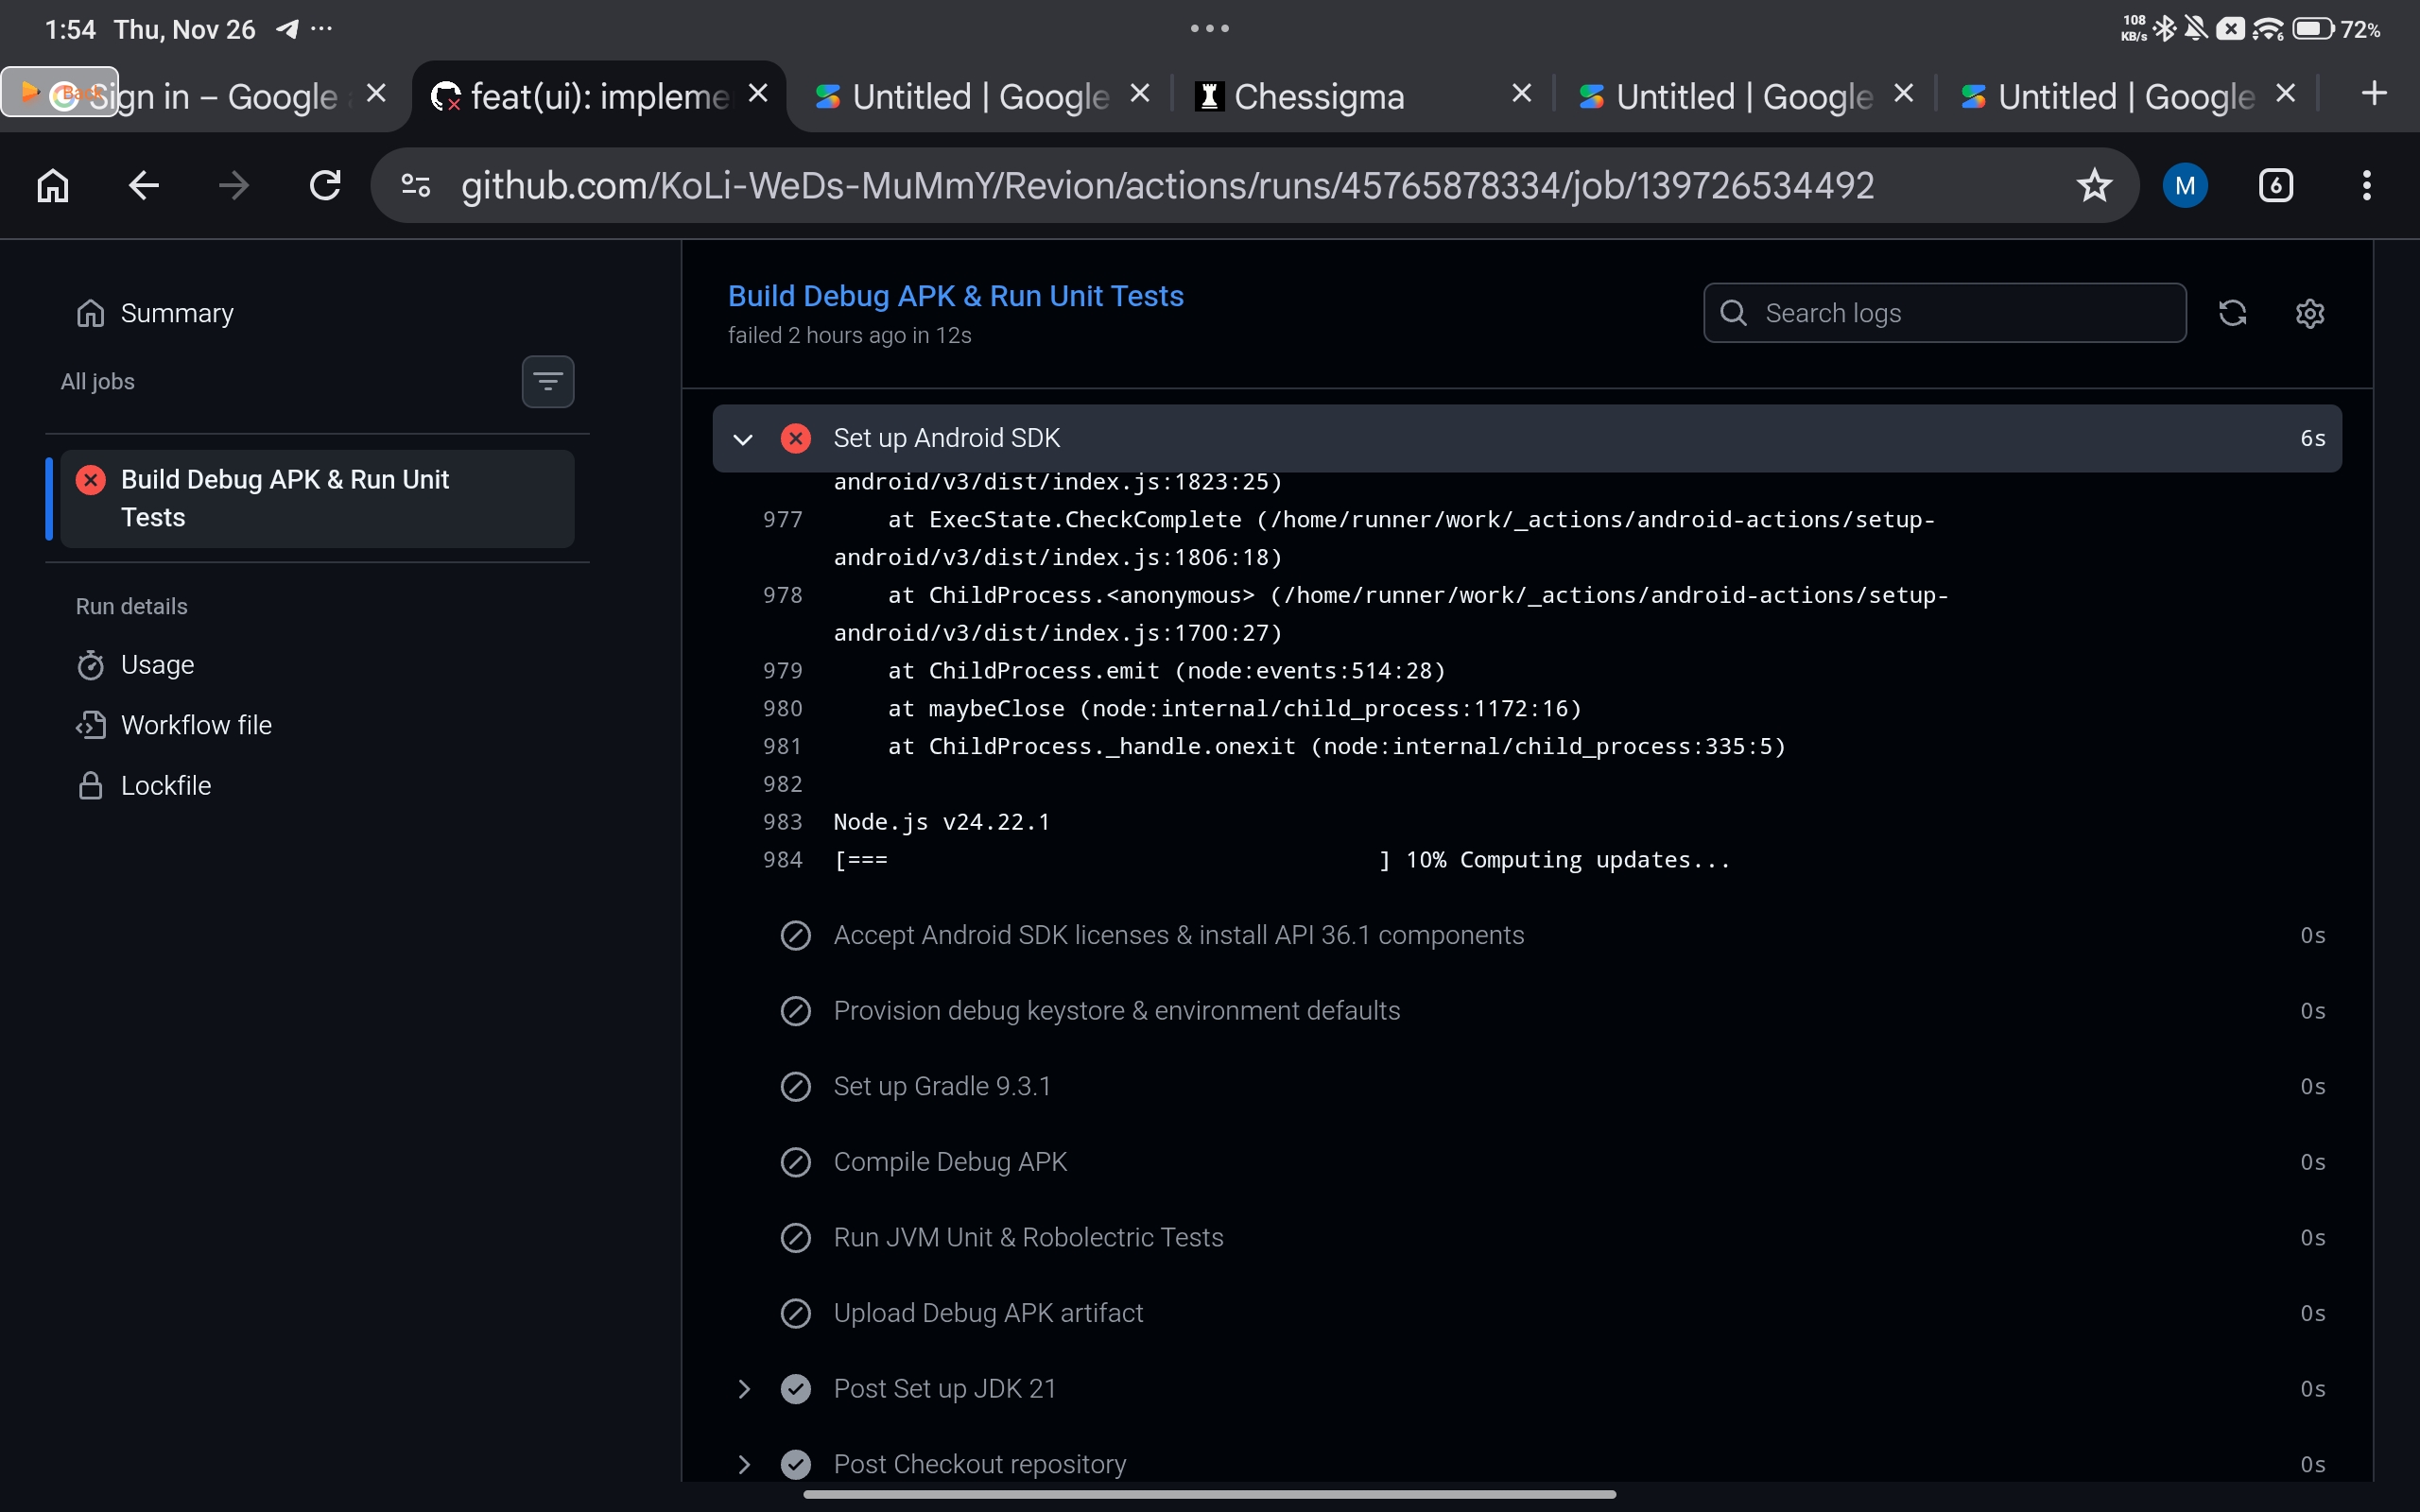 1:54 Thu, Nov 26
108 KB/s 72%
Sign in – Google
feat(ui): impleme
Untitled | Google
Chessigma
Untitled | Google
Untitled | Google
github.com/KoLi-WeDs-MuMmY/Revion/actions/runs/45765878334/job/139726534492
M
6
Summary
All jobs
Build Debug APK & Run Unit
Tests
Run details
Usage
Workflow file
Lockfile
Build Debug APK & Run Unit Tests
failed 2 hours ago in 12s
Search logs
Set up Android SDK 6s
android/v3/dist/index.js:1823:25)
977 at ExecState.CheckComplete (/home/runner/work/_actions/android-actions/setup-
android/v3/dist/index.js:1806:18)
978 at ChildProcess.<anonymous> (/home/runner/work/_actions/android-actions/setup-
android/v3/dist/index.js:1700:27)
979 at ChildProcess.emit (node:events:514:28)
980 at maybeClose (node:internal/child_process:1172:16)
981 at ChildProcess._handle.onexit (node:internal/child_process:335:5)
982
983 Node.js v24.22.1
984 [=== ] 10% Computing updates...
Accept Android SDK licenses & install API 36.1 components 0s
Provision debug keystore & environment defaults 0s
Set up Gradle 9.3.1 0s
Compile Debug APK 0s
Run JVM Unit & Robolectric Tests 0s
Upload Debug APK artifact 0s
Post Set up JDK 21 0s
Post Checkout repository 0s